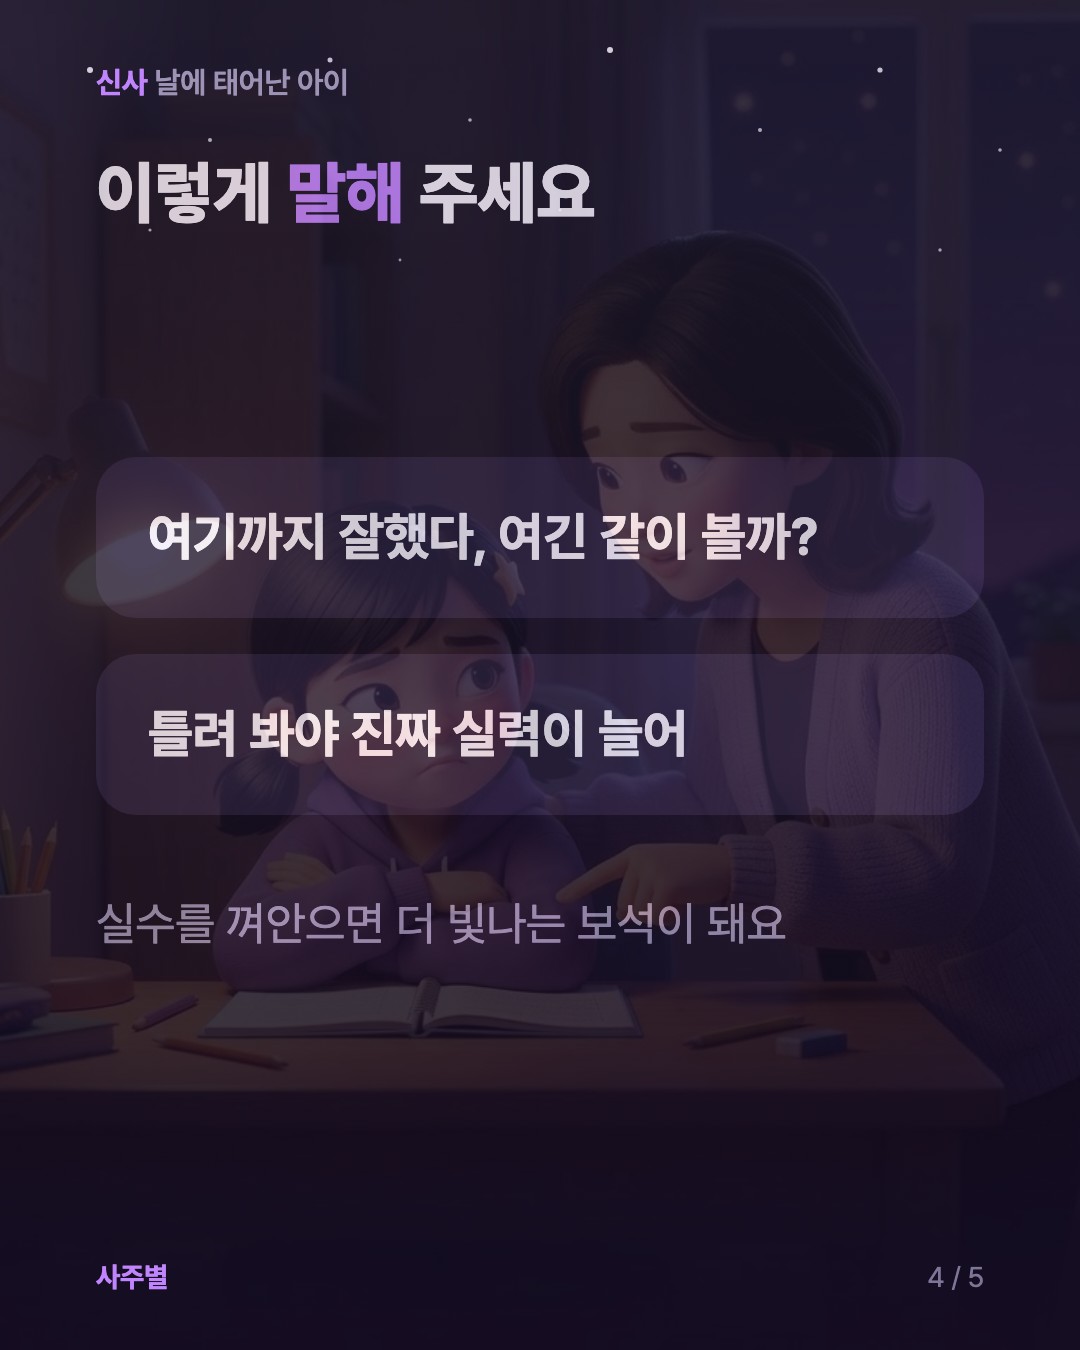 신사 날에 태어난 아이
이렇게 말해 주세요
여기까지 잘했다, 여긴 같이 볼까?
틀려 봐야 진짜 실력이 늘어
실수를 껴안으면 더 빛나는 보석이 돼요
사주별
4 / 5